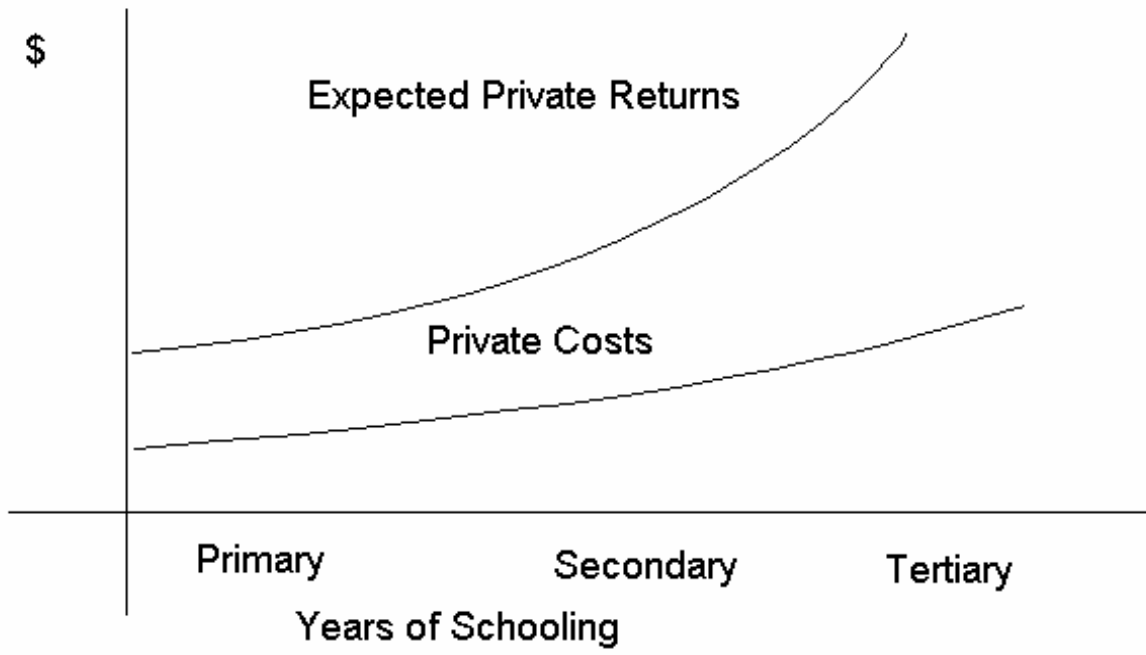 $
Expected Private Returns
Private Costs
Primary Secondary Tertiary
Years of Schooling